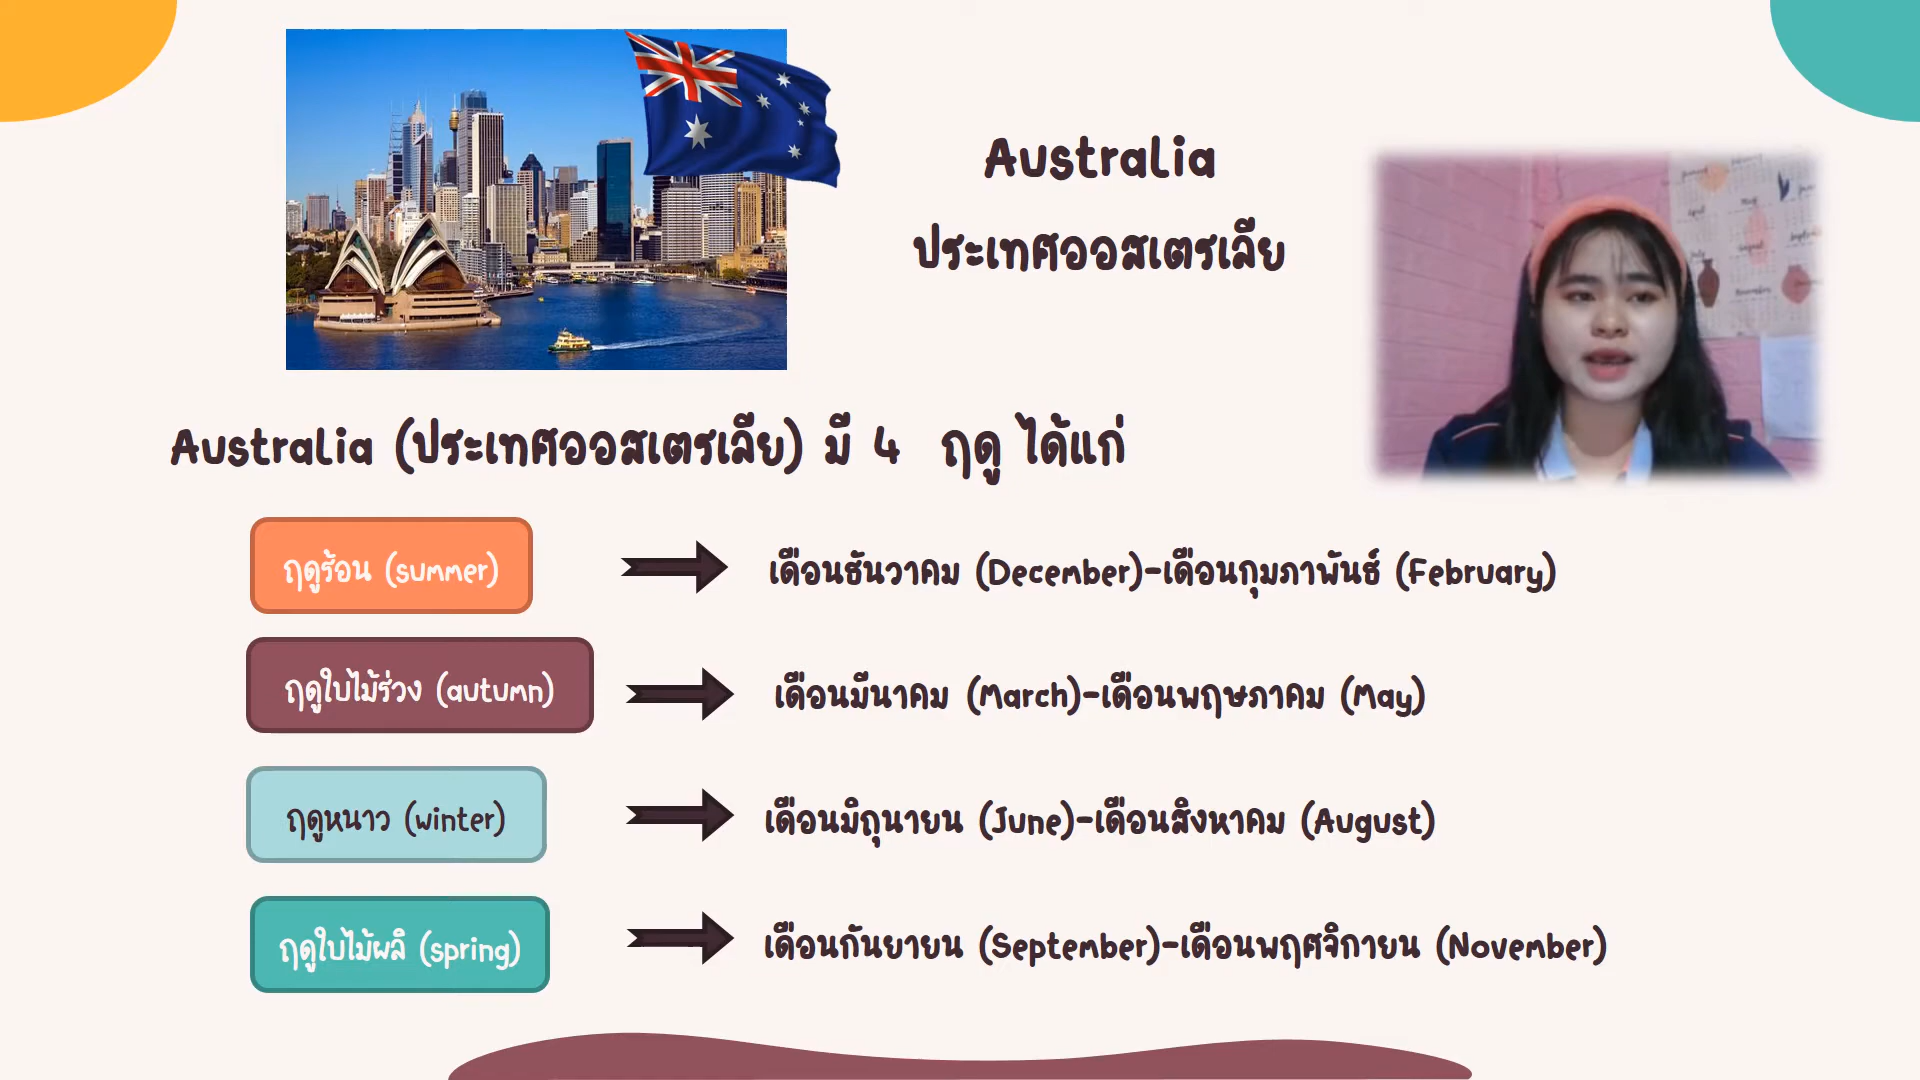 Australia
ประเทศออสเตรเลีย
Australia (ประเทศออสเตรเลีย) มี 4 ฤดู ได้แก่
ฤดูร้อน (summer)
เดือนธันวาคม (December)-เดือนกุมภาพันธ์ (February)
ฤดูใบไม้ร่วง (autumn)
เดือนมีนาคม (March)-เดือนพฤษภาคม (May)
ฤดูหนาว (winter)
เดือนมิถุนายน (June)-เดือนสิงหาคม (August)
ฤดูใบไม้ผลิ (spring)
เดือนกันยายน (September)-เดือนพฤศจิกายน (November)